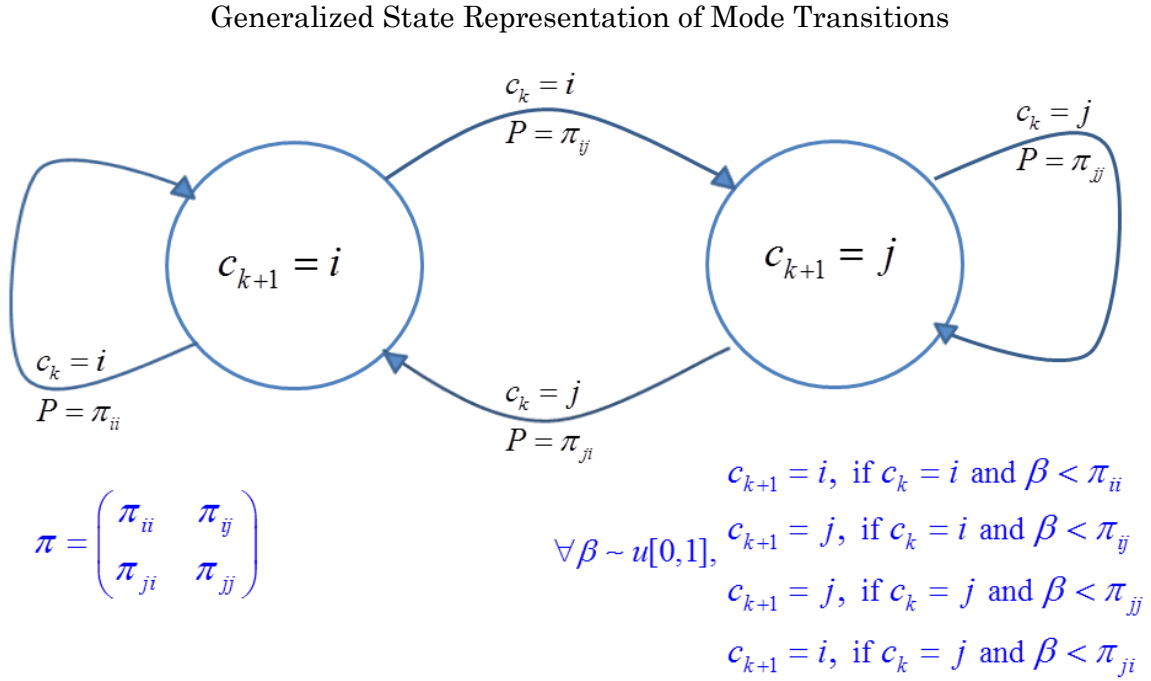 Generalized State Representation of Mode Transitions
c_k = i
P = π_ij
c_k = j
P = π_jj
c_{k+1} = i
c_{k+1} = j
c_k = i
P = π_ii
c_k = j
P = π_ji
π = (π_ii π_ij
π_ji π_jj)
∀β ~ u[0,1],
c_{k+1} = i, if c_k = i and β < π_ii
c_{k+1} = j, if c_k = i and β < π_ij
c_{k+1} = j, if c_k = j and β < π_jj
c_{k+1} = i, if c_k = j and β < π_ji